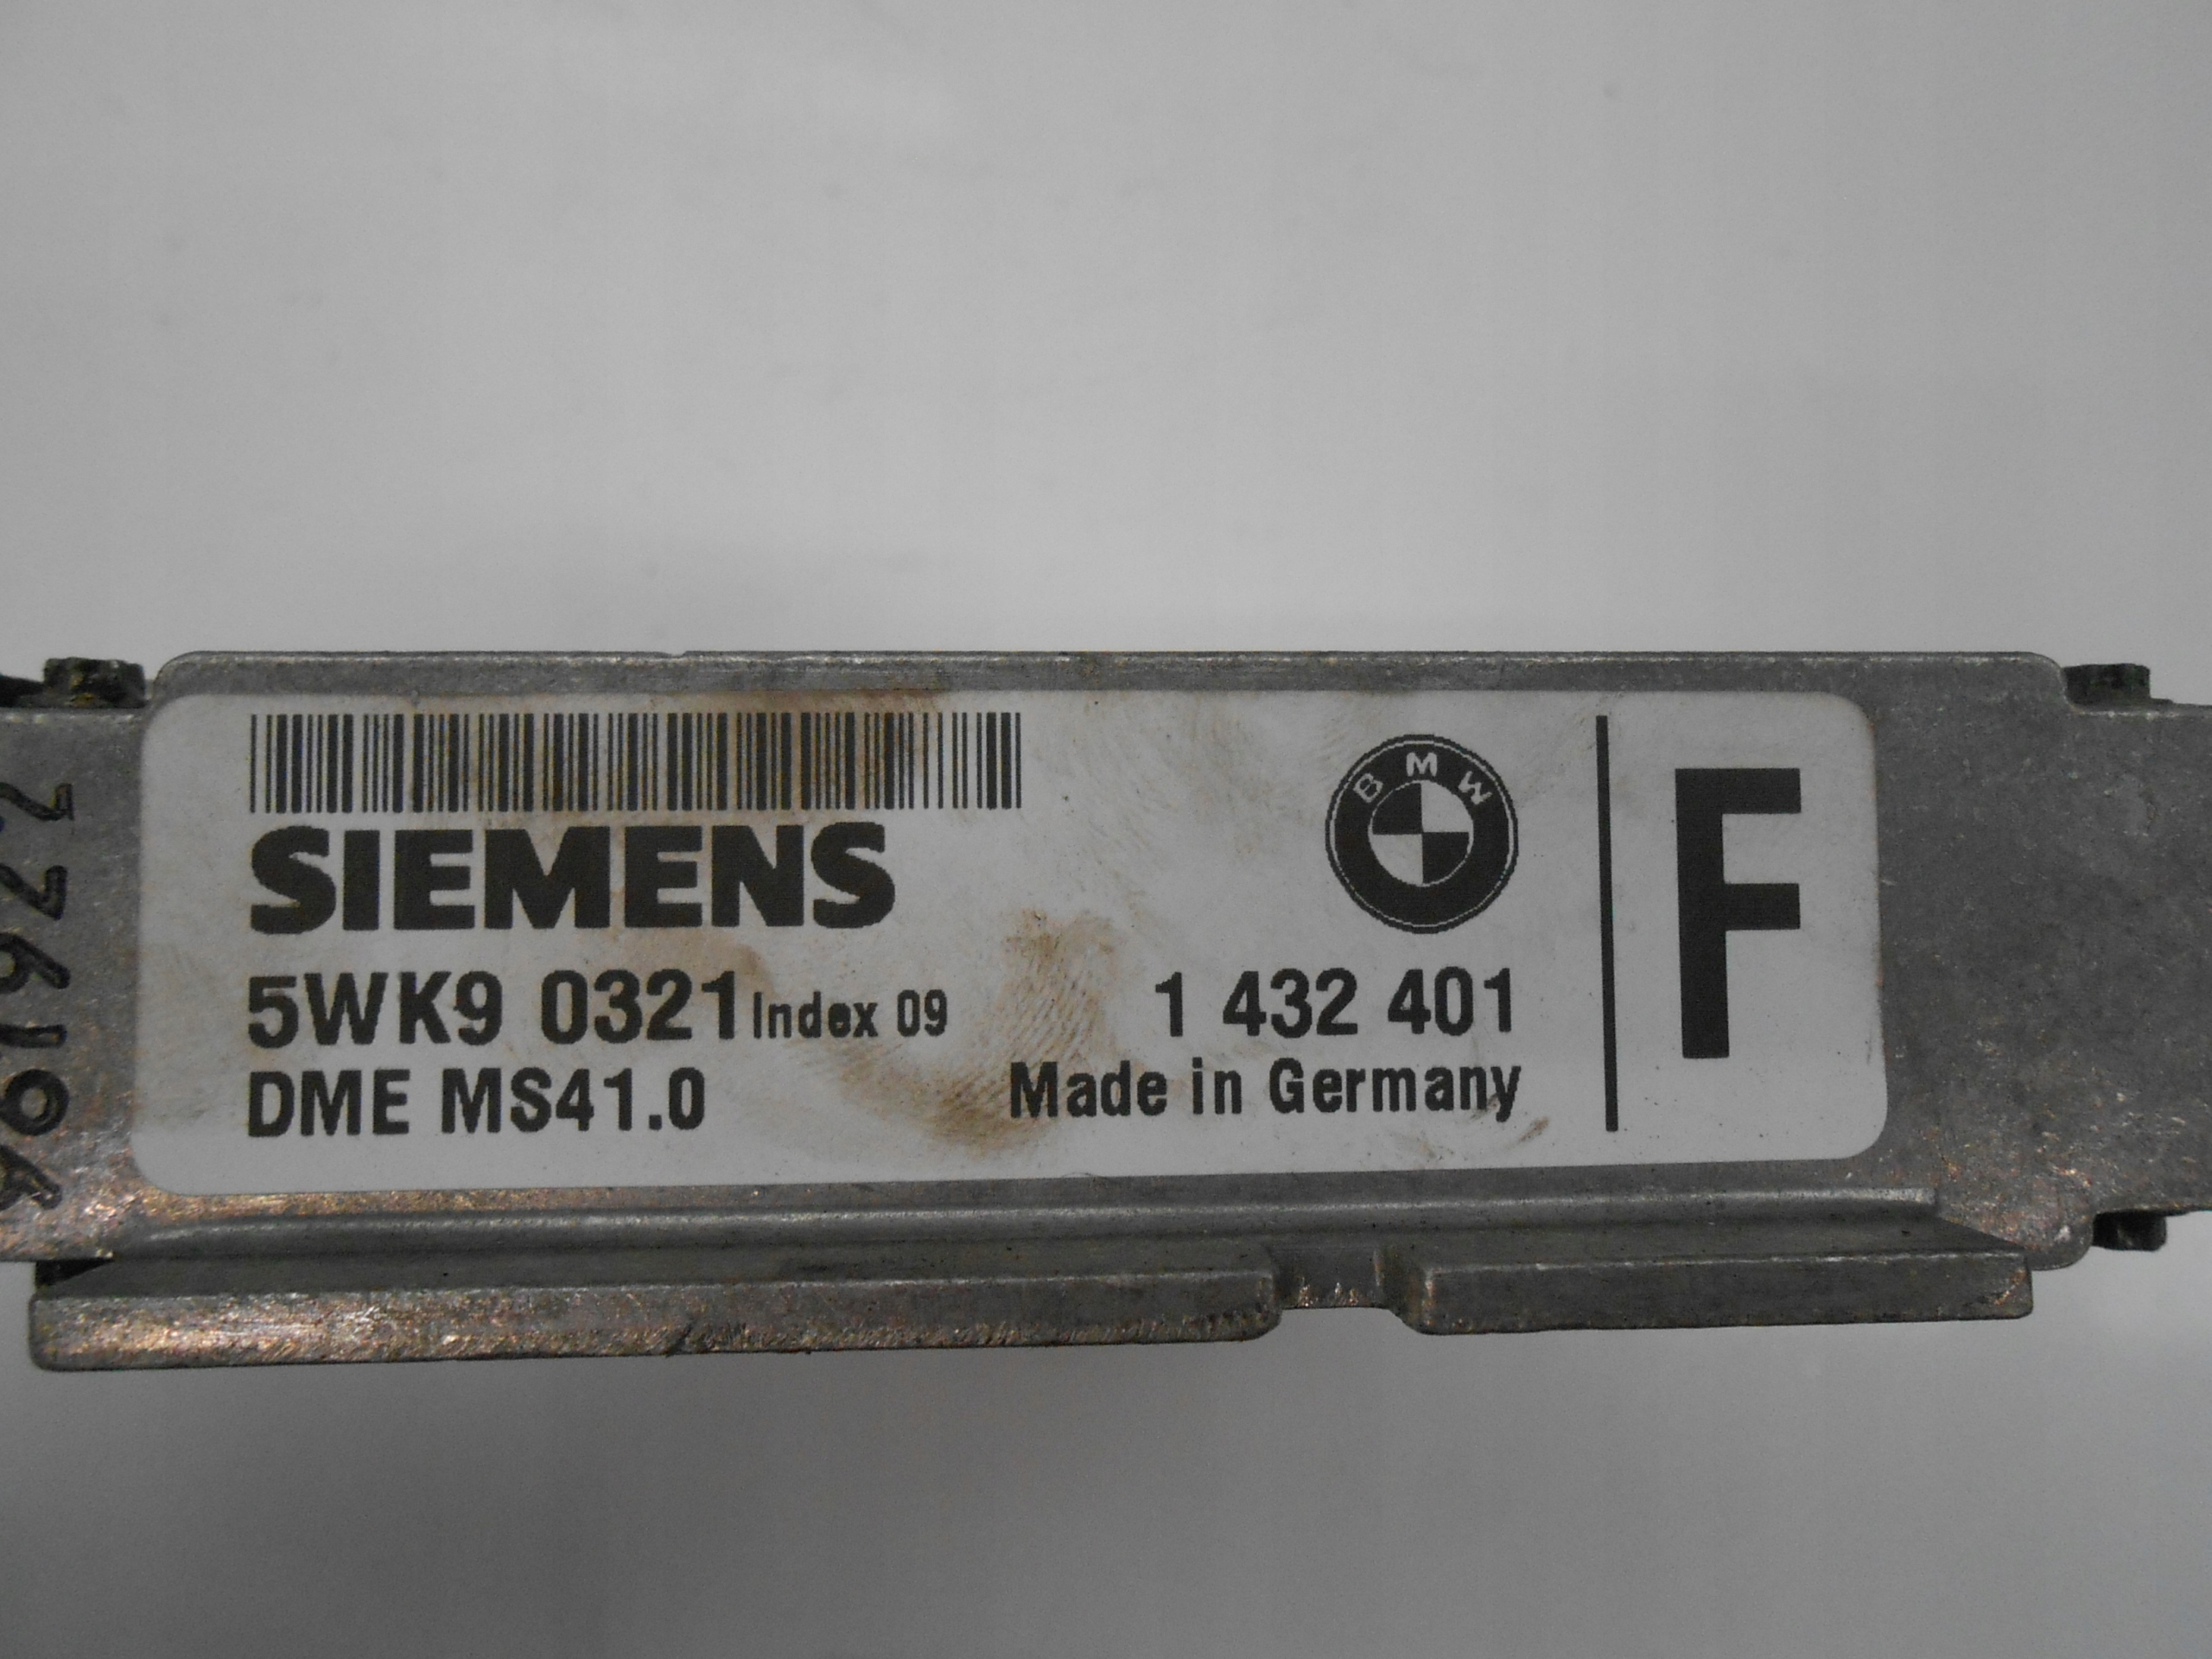 SIEMENS
BMW
F
5WK9 0321 Index 09
1 432 401
DME MS41.0
Made in Germany